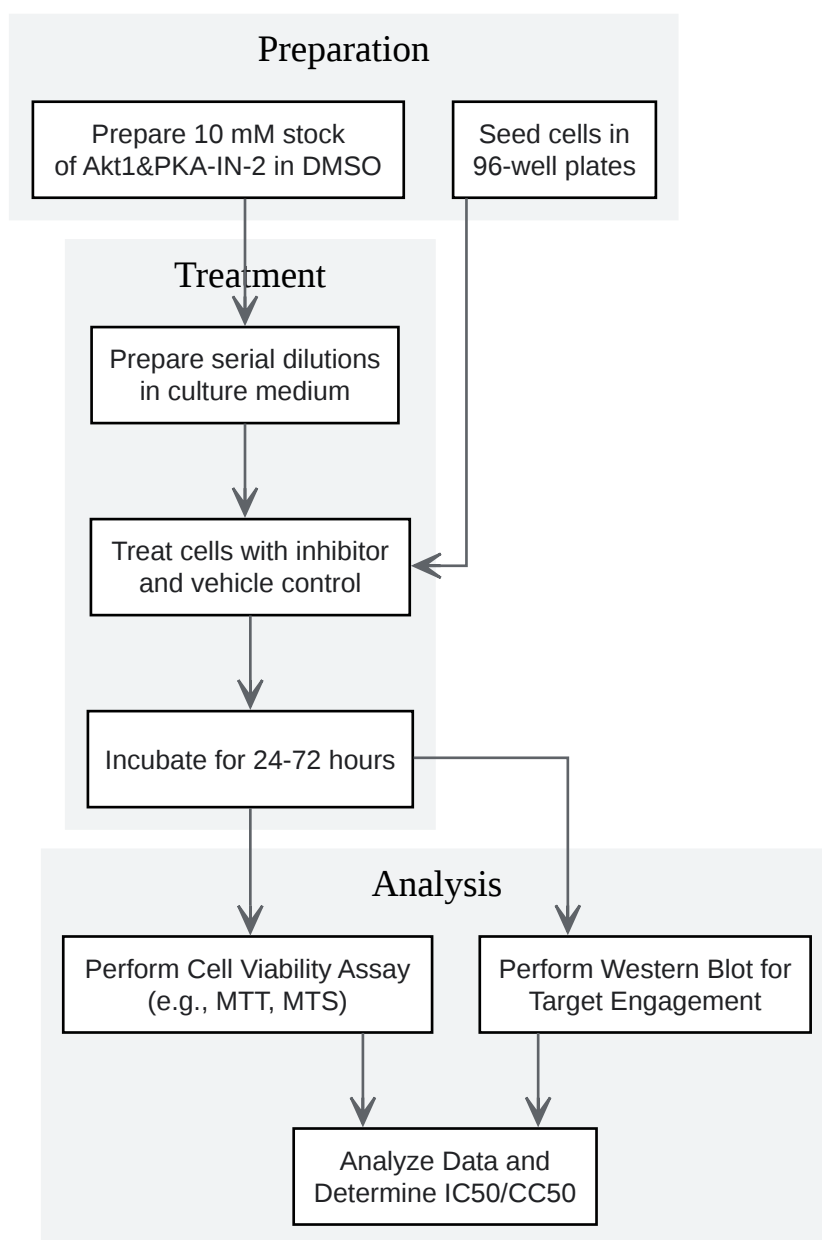 Preparation
Prepare 10 mM stock
of Akt1&PKA-IN-2 in DMSO
Seed cells in
96-well plates
Treatment
Prepare serial dilutions
in culture medium
Treat cells with inhibitor
and vehicle control
Incubate for 24-72 hours
Analysis
Perform Cell Viability Assay
(e.g., MTT, MTS)
Perform Western Blot for
Target Engagement
Analyze Data and
Determine IC50/CC50